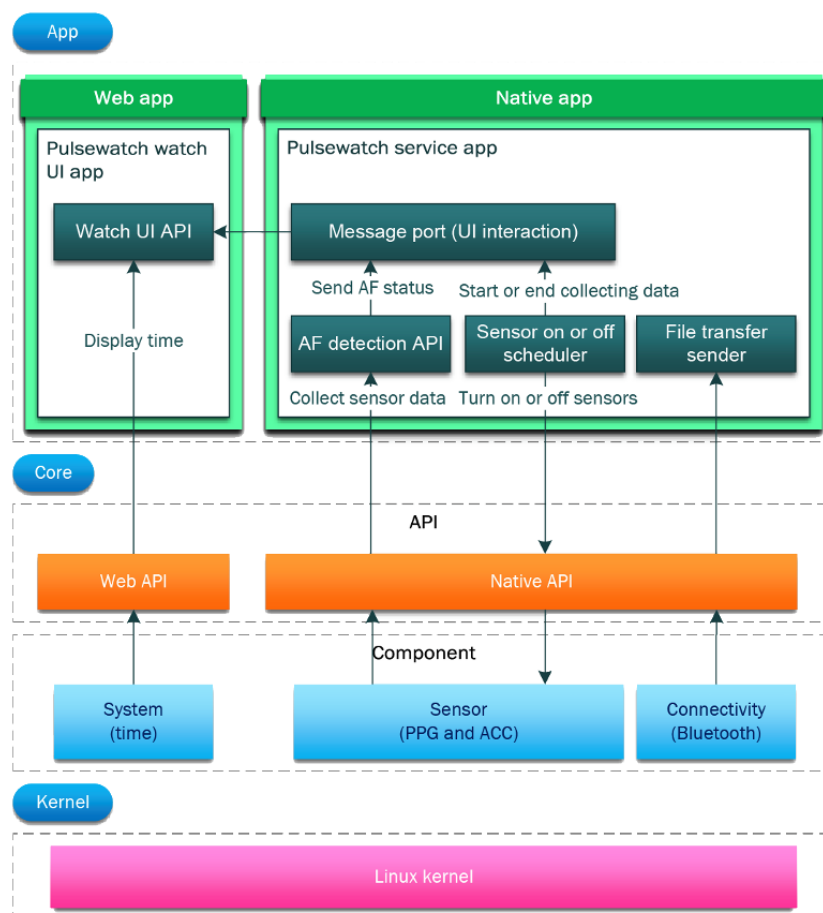 App
Web app
Native app
Pulsewatch watch
UI app
Pulsewatch service app
Watch UI API
Message port (UI interaction)
Send AF status
Start or end collecting data
Display time
AF detection API
Sensor on or off
scheduler
File transfer
sender
Collect sensor data
Turn on or off sensors
Core
API
Web API
Native API
Component
System
(time)
Sensor
(PPG and ACC)
Connectivity
(Bluetooth)
Kernel
Linux kernel